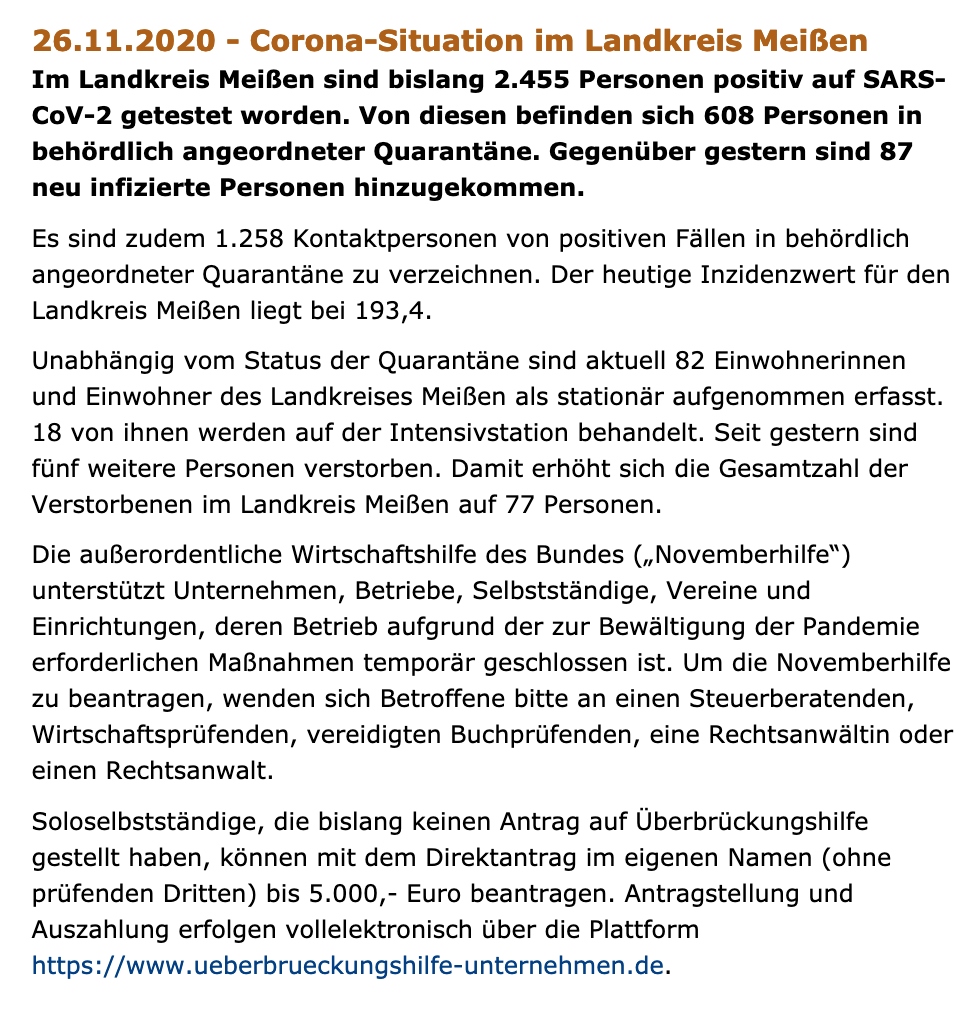 26.11.2020 - Corona-Situation im Landkreis Meißen
Im Landkreis Meißen sind bislang 2.455 Personen positiv auf SARS-
CoV-2 getestet worden. Von diesen befinden sich 608 Personen in
behördlich angeordneter Quarantäne. Gegenüber gestern sind 87
neu infizierte Personen hinzugekommen.
Es sind zudem 1.258 Kontaktpersonen von positiven Fällen in behördlich
angeordneter Quarantäne zu verzeichnen. Der heutige Inzidenzwert für den
Landkreis Meißen liegt bei 193,4.
Unabhängig vom Status der Quarantäne sind aktuell 82 Einwohnerinnen
und Einwohner des Landkreises Meißen als stationär aufgenommen erfasst.
18 von ihnen werden auf der Intensivstation behandelt. Seit gestern sind
fünf weitere Personen verstorben. Damit erhöht sich die Gesamtzahl der
Verstorbenen im Landkreis Meißen auf 77 Personen.
Die außerordentliche Wirtschaftshilfe des Bundes („Novemberhilfe“)
unterstützt Unternehmen, Betriebe, Selbstständige, Vereine und
Einrichtungen, deren Betrieb aufgrund der zur Bewältigung der Pandemie
erforderlichen Maßnahmen temporär geschlossen ist. Um die Novemberhilfe
zu beantragen, wenden sich Betroffene bitte an einen Steuerberatenden,
Wirtschaftsprüfenden, vereidigten Buchprüfenden, eine Rechtsanwältin oder
einen Rechtsanwalt.
Soloselbstständige, die bislang keinen Antrag auf Überbrückungshilfe
gestellt haben, können mit dem Direktantrag im eigenen Namen (ohne
prüfenden Dritten) bis 5.000,- Euro beantragen. Antragstellung und
Auszahlung erfolgen vollelektronisch über die Plattform
https://www.ueberbrueckungshilfe-unternehmen.de.